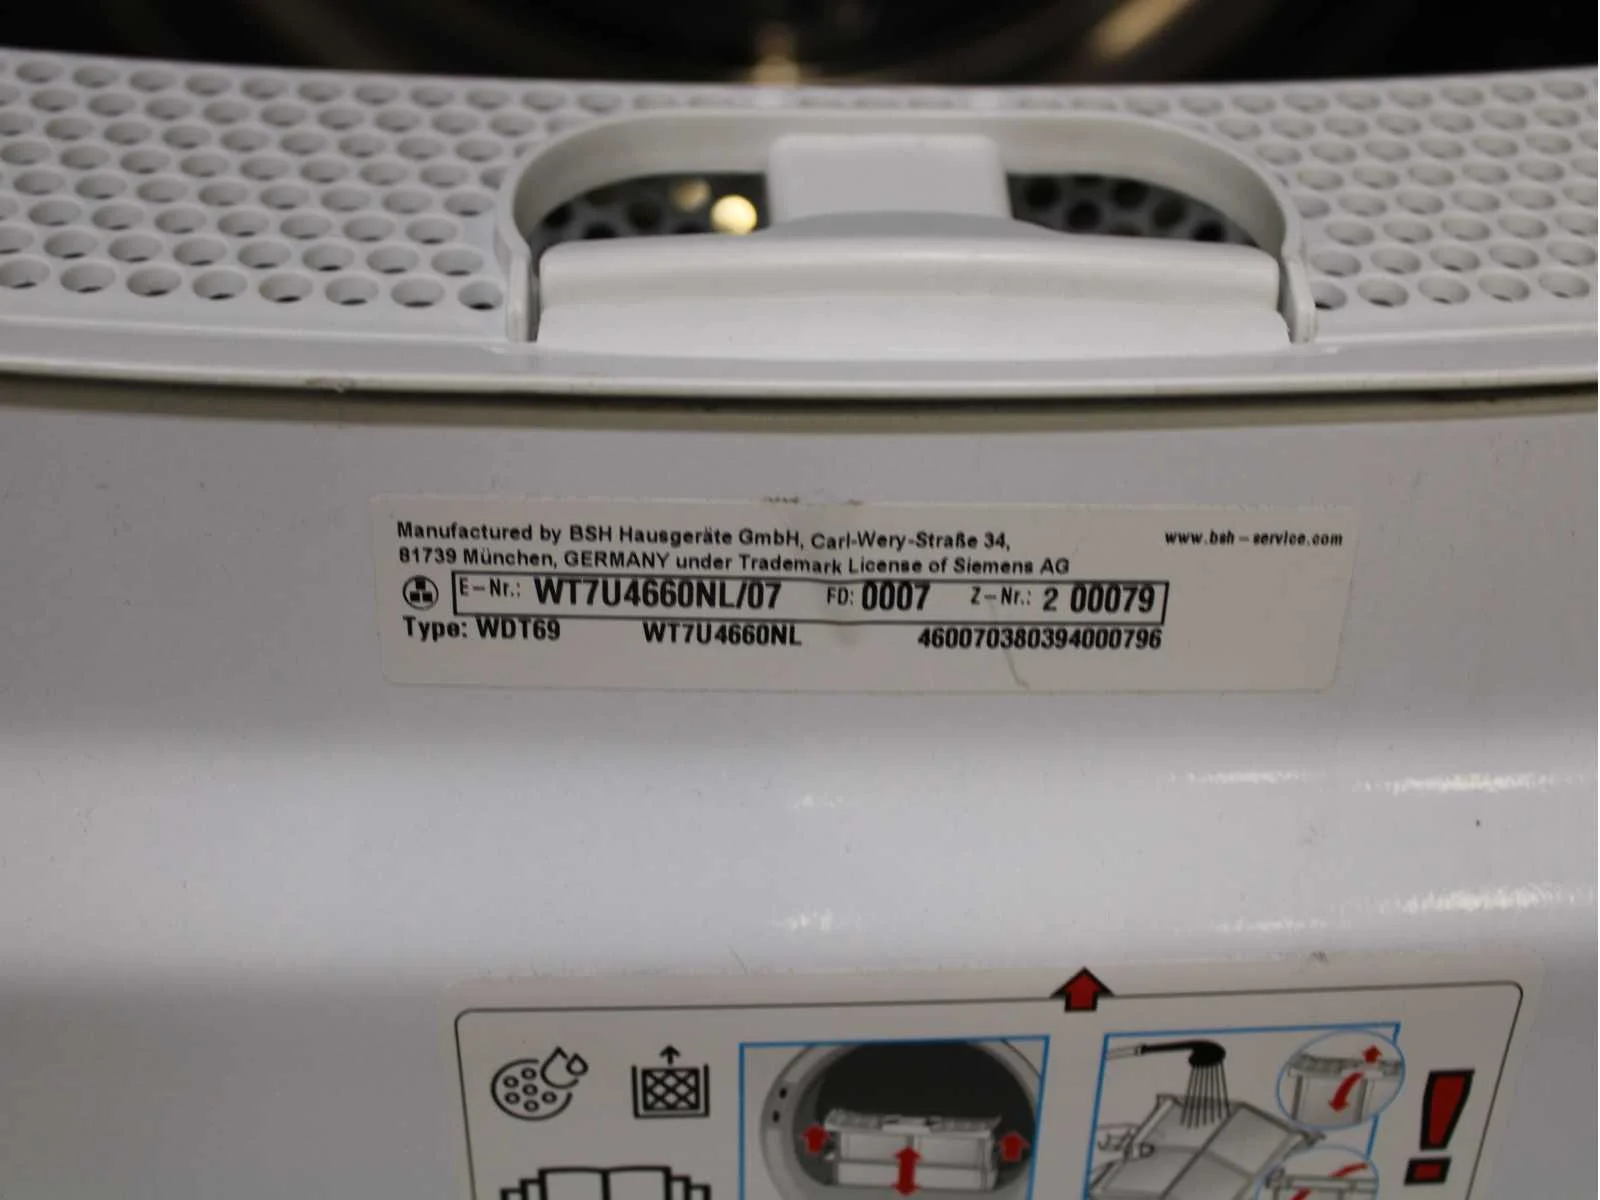 Manufactured by BSH Hausgeräte GmbH, Carl-Wery-Straße 34,
www.bsh-service.com
81739 München, GERMANY under Trademark License of Siemens AG
E-Nr.: WT7U4660NL/07 FD: 0007 Z-Nr.: 2 00079
Type: WDT69 WT7U4660NL 460070380394000796